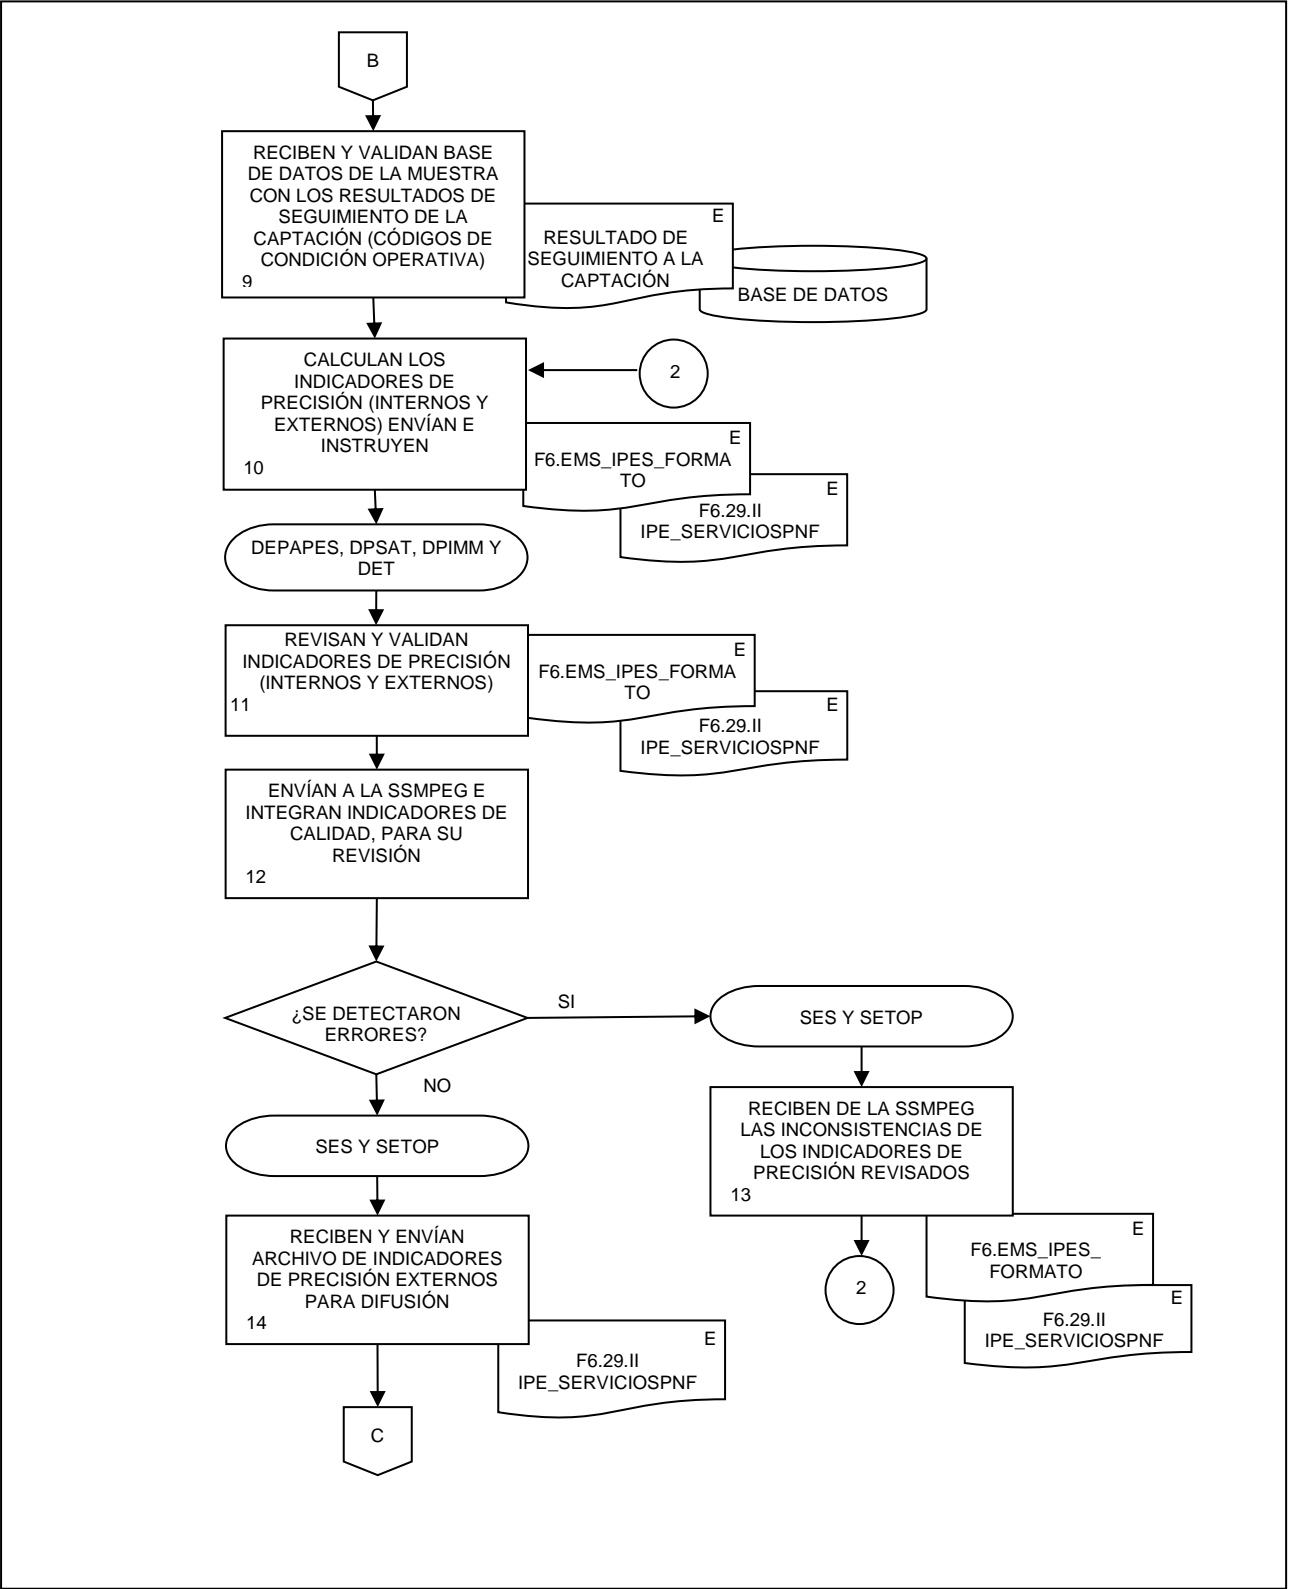 B
RECIBEN Y VALIDAN BASE
DE DATOS DE LA MUESTRA
CON LOS RESULTADOS DE
SEGUIMIENTO DE LA
CAPTACIÓN (CÓDIGOS DE
CONDICIÓN OPERATIVA)
9
E
RESULTADO DE
SEGUIMIENTO A LA
CAPTACIÓN
BASE DE DATOS
CALCULAN LOS
INDICADORES DE
PRECISIÓN (INTERNOS Y
EXTERNOS) ENVÍAN E
INSTRUYEN
10
2
E
F6.EMS_IPES_FORMA
TO
E
F6.29.II
IPE_SERVICIOSPNF
DEPAPES, DPSAT, DPIMM Y
DET
REVISAN Y VALIDAN
INDICADORES DE PRECISIÓN
(INTERNOS Y EXTERNOS)
11
E
F6.EMS_IPES_FORMA
TO
E
F6.29.II
IPE_SERVICIOSPNF
ENVÍAN A LA SSMPEG E
INTEGRAN INDICADORES DE
CALIDAD, PARA SU
REVISIÓN
12
¿SE DETECTARON
ERRORES?
SI
SES Y SETOP
NO
RECIBEN DE LA SSMPEG
LAS INCONSISTENCIAS DE
LOS INDICADORES DE
PRECISIÓN REVISADOS
13
E
F6.EMS_IPES_
FORMATO
E
F6.29.II
IPE_SERVICIOSPNF
2
SES Y SETOP
RECIBEN Y ENVÍAN
ARCHIVO DE INDICADORES
DE PRECISIÓN EXTERNOS
PARA DIFUSIÓN
14
E
F6.29.II
IPE_SERVICIOSPNF
C